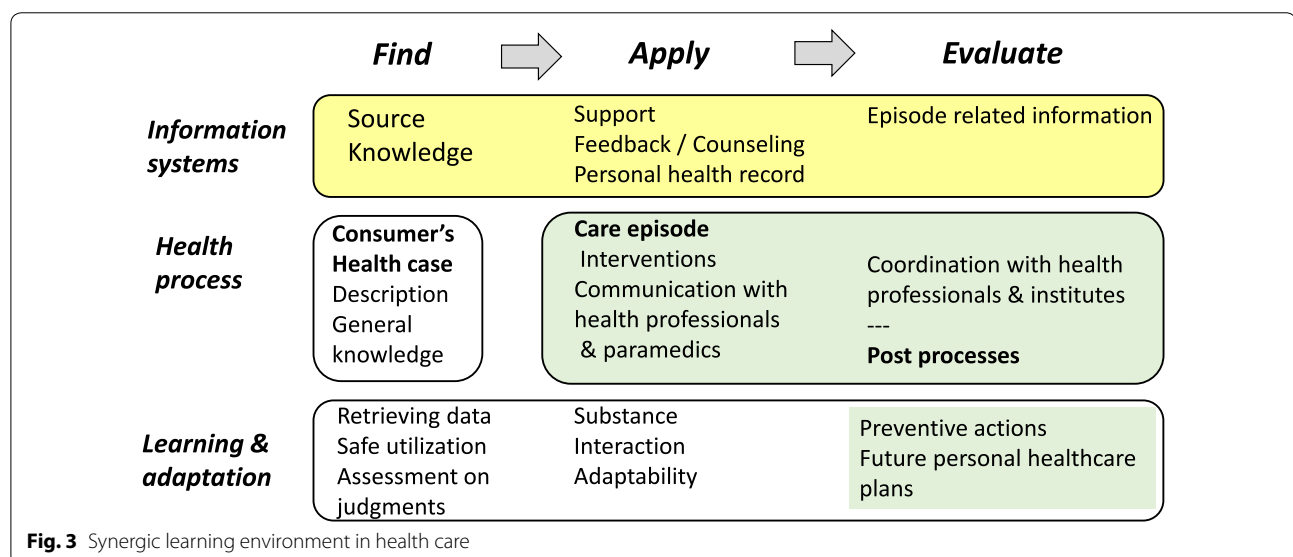 Find
Apply
Evaluate
Information
systems
Source
Knowledge
Support
Feedback / Counseling
Personal health record
Episode related information
Health
process
Consumer's
Health case
Description
General
knowledge
Care episode
Interventions
Communication with
health professionals
& paramedics
Coordination with health
professionals & institutes
---
Post processes
Learning &
adaptation
Retrieving data
Safe utilization
Assessment on
judgments
Substance
Interaction
Adaptability
Preventive actions
Future personal healthcare
plans
Fig. 3 Synergic learning environment in health care